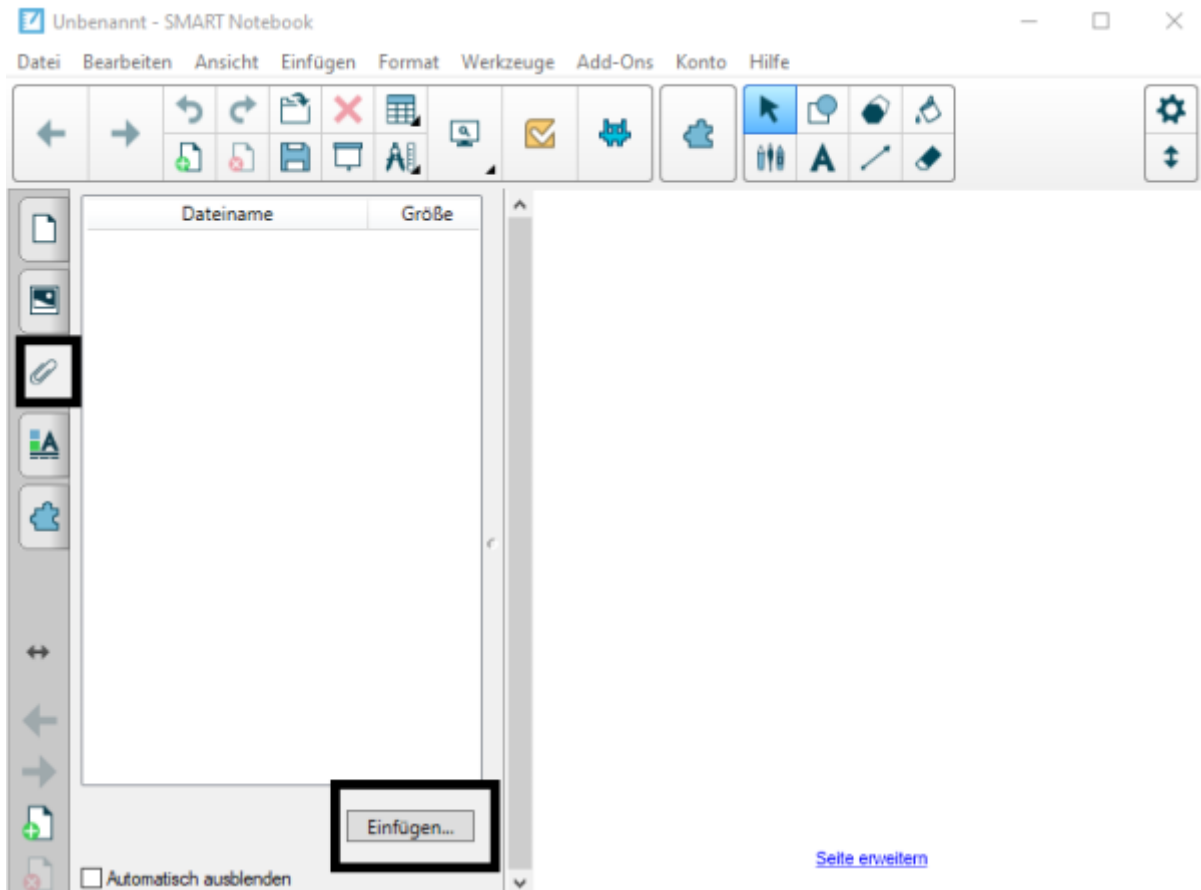 Unbenannt - SMART Notebook
Datei Bearbeiten Ansicht Einfügen Format Werkzeuge Add-Ons Konto Hilfe
Dateiname Größe
Einfügen...
Automatisch ausblenden
Seite erweitern